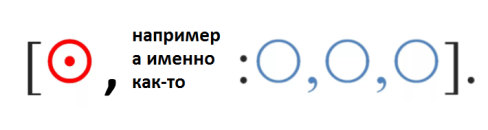 [⊙, например
а именно
как-то :○,○,○].